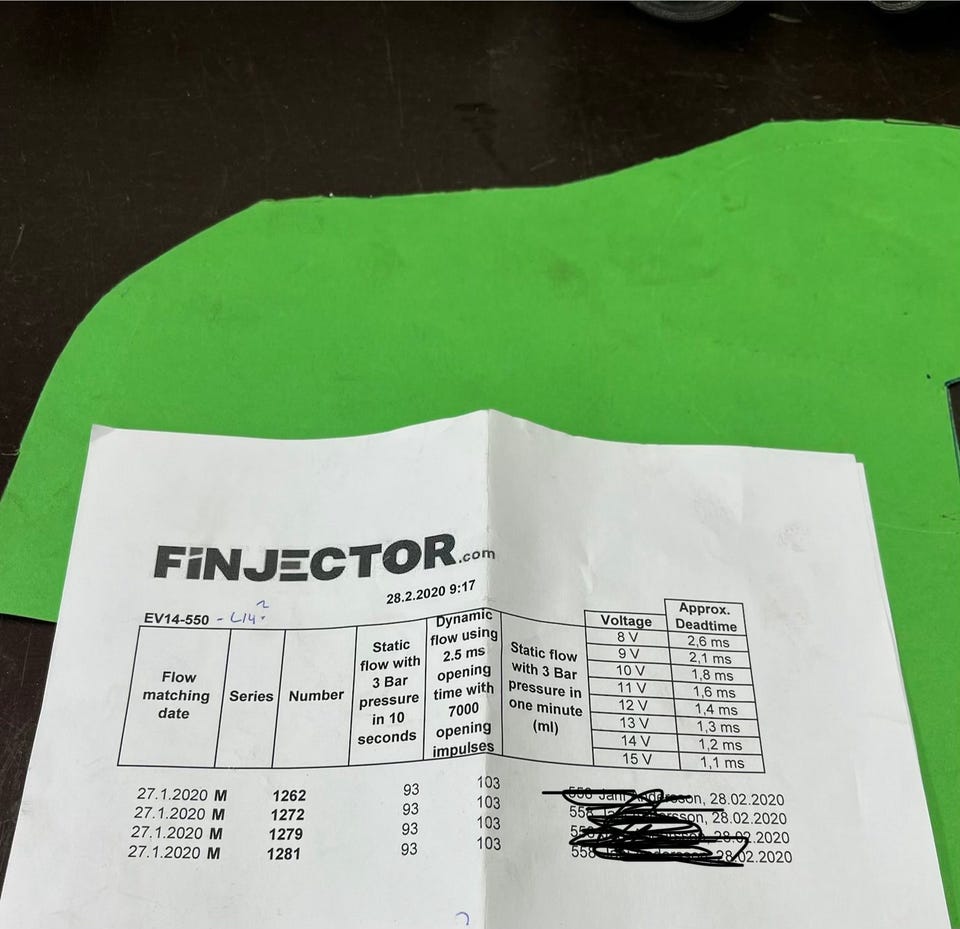 FiNJECTOR.com
28.2.2020 9:17
EV14-550
Flow matching date
Series
Number
Static flow with 3 Bar pressure in 10 seconds
Dynamic flow using 2.5 ms opening time with 7000 opening impulses
Static flow with 3 Bar pressure in one minute (ml)
Voltage Approx. Deadtime
8 V 2,6 ms
9 V 2,1 ms
10 V 1,8 ms
11 V 1,6 ms
12 V 1,4 ms
13 V 1,3 ms
14 V 1,2 ms
15 V 1,1 ms
27.1.2020 M 1262 93 103 558 28.02.2020
27.1.2020 M 1272 93 103 558 28.02.2020
27.1.2020 M 1279 93 103 558 28.02.2020
27.1.2020 M 1281 93 103 558 28.02.2020